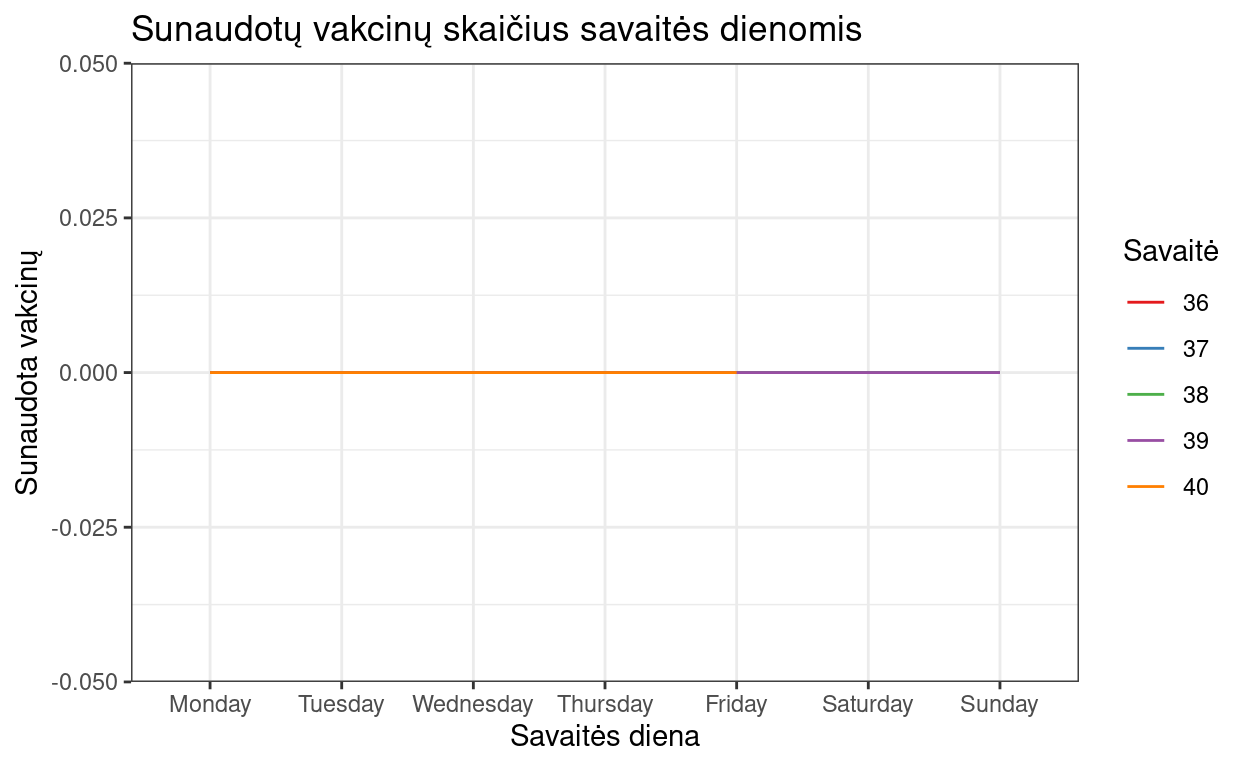 Sunaudotų vakcinų skaičius savaitės dienomis
0.050
0.025
0.000
-0.025
-0.050
Sunaudota vakcinų
Monday Tuesday Wednesday Thursday Friday Saturday Sunday
Savaitės diena
Savaitė
36
37
38
39
40